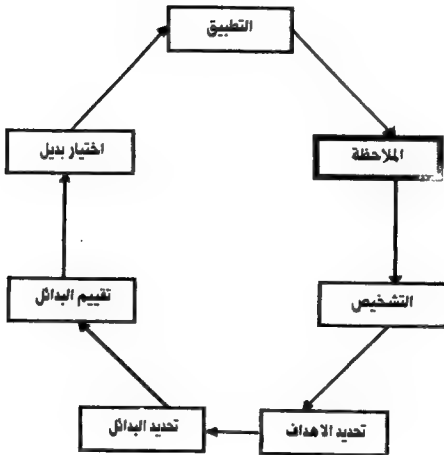 التطبيق
الملاحظة
اختيار بديل
التشخيص
تقييم البدائل
تحديد الاهداف
تحديد البدائل